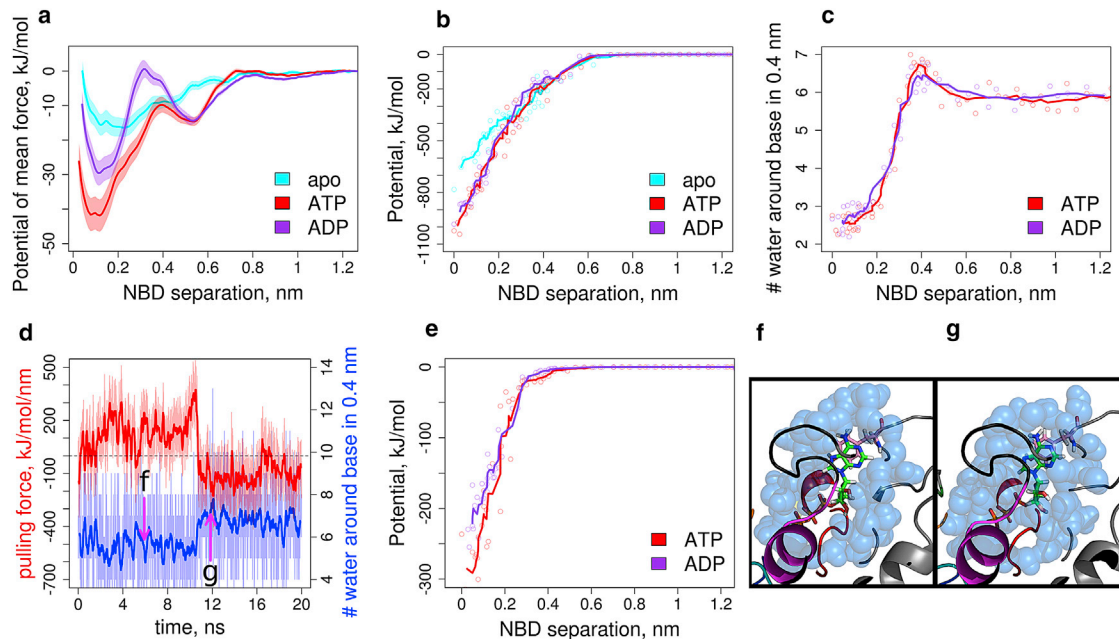 a
Potential of mean force, kJ/mol
0
-10
-30
-50
apo
ATP
ADP
0 0.2 0.4 0.6 0.8 1 1.2
NBD separation, nm
b
Potential, kJ/mol
0
-200
-500
-800
-1100
apo
ATP
ADP
0 0.2 0.4 0.6 0.8 1 1.2
NBD separation, nm
c
# water around base in 0.4 nm
7
6
5
4
3
2
ATP
ADP
0 0.2 0.4 0.6 0.8 1 1.2
NBD separation, nm
d
pulling force, kJ/mol/nm
500
200
-100
-400
-700
f
g
14
12
10
8
6
4
# water around base in 0.4 nm
0 4 8 12 16 20
time, ns
e
Potential, kJ/mol
0
-100
-200
-300
ATP
ADP
0 0.2 0.4 0.6 0.8 1 1.2
NBD separation, nm
f
g